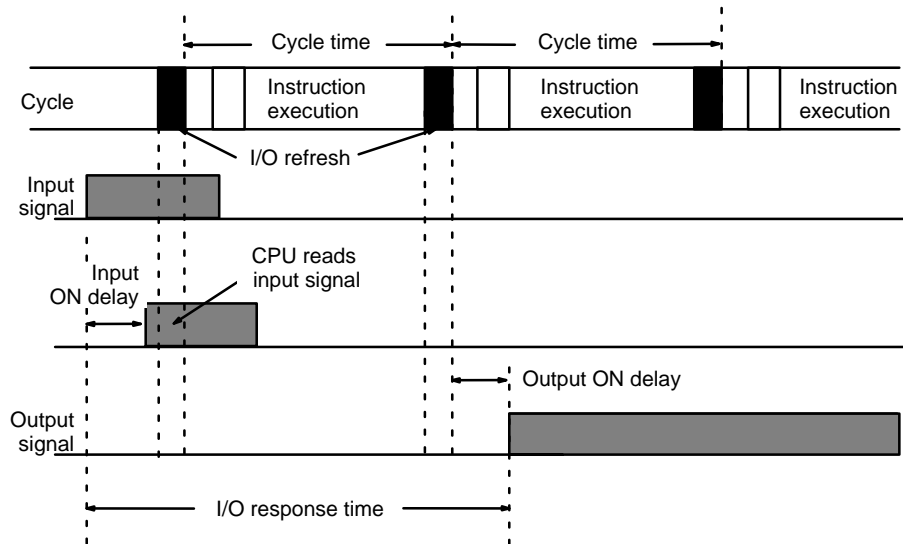 Cycle time
Cycle time
Cycle
Instruction
execution
Instruction
execution
Instruction
execution
I/O refresh
Input
signal
Input
ON delay
CPU reads
input signal
Output ON delay
Output
signal
I/O response time